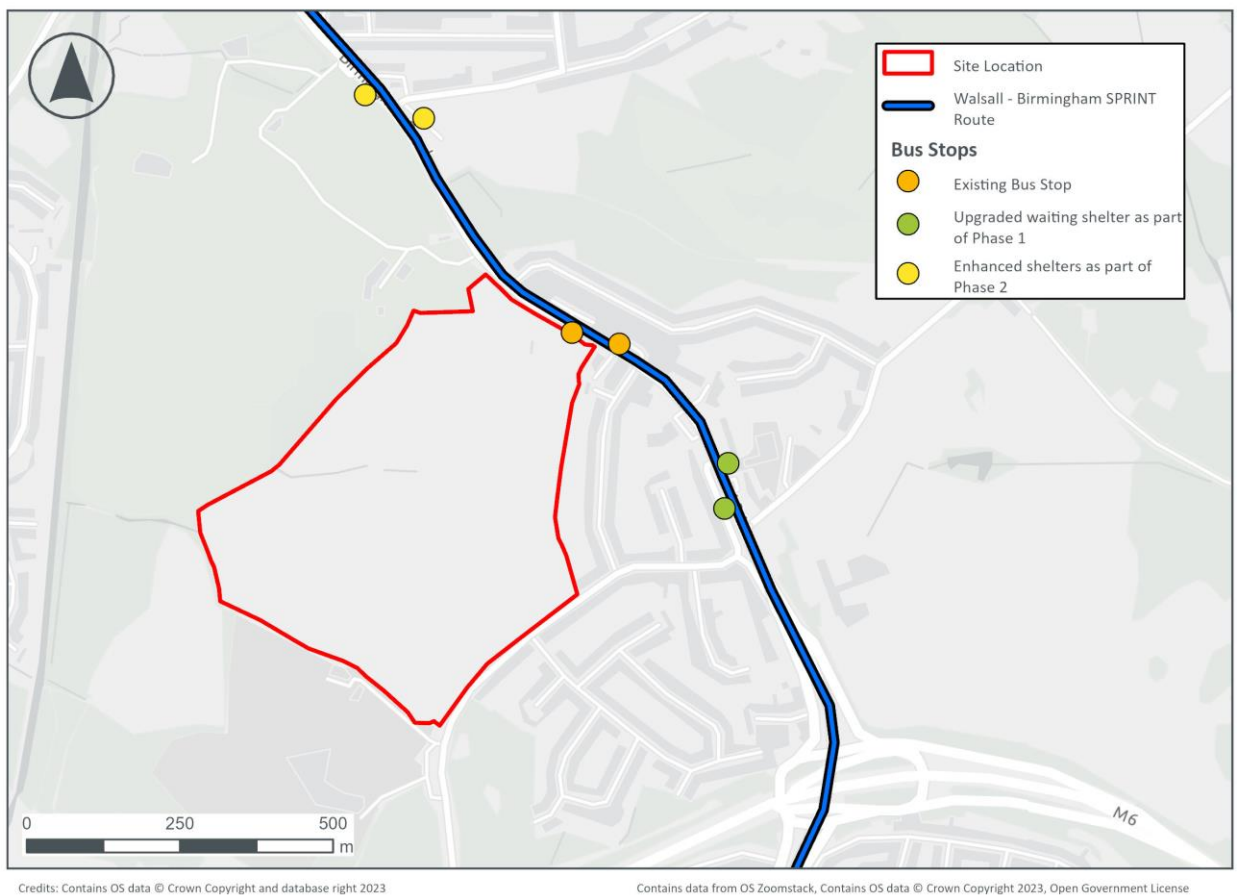 Site Location
Walsall - Birmingham SPRINT
Route
Bus Stops
Existing Bus Stop
Upgraded waiting shelter as part
of Phase 1
Enhanced shelters as part of
Phase 2
M6
0 250 500
m
Credits: Contains OS data © Crown Copyright and database right 2023
Contains data from OS Zoomstack, Contains OS data © Crown Copyright 2023, Open Government License